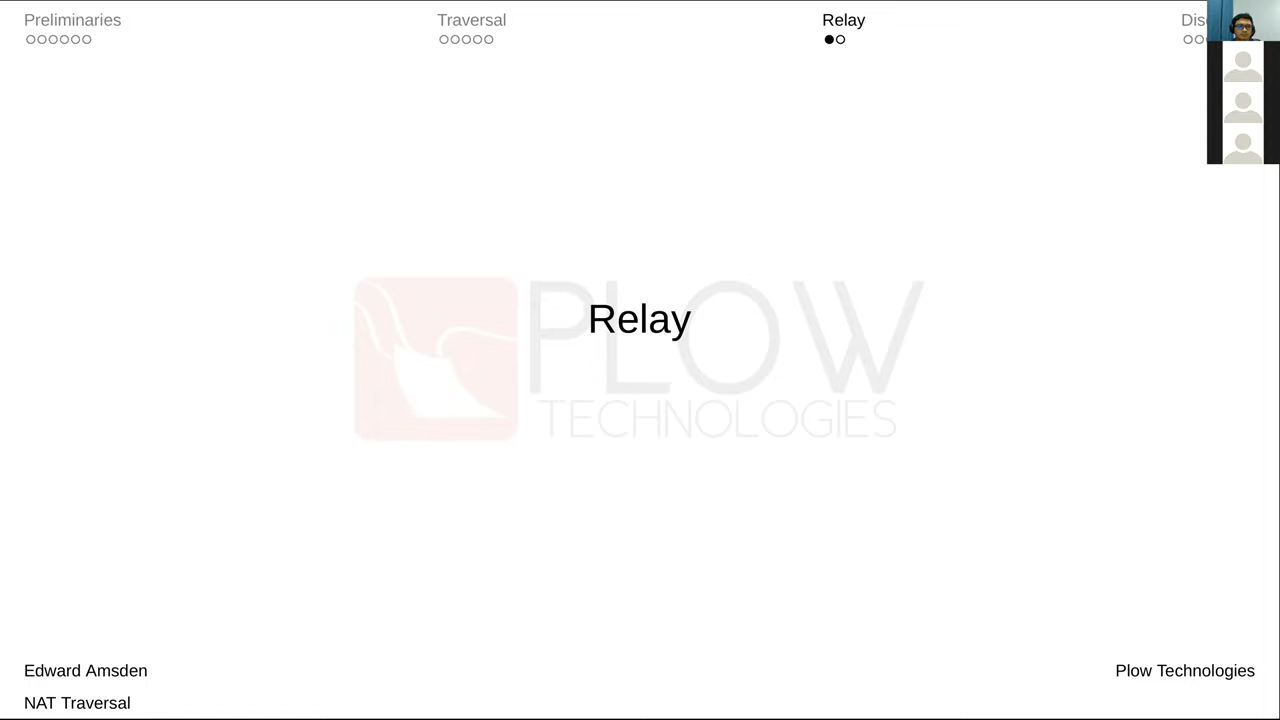 Preliminaries
Traversal
Relay
Relay
PLOW
TECHNOLOGIES
Edward Amsden
Plow Technologies
NAT Traversal